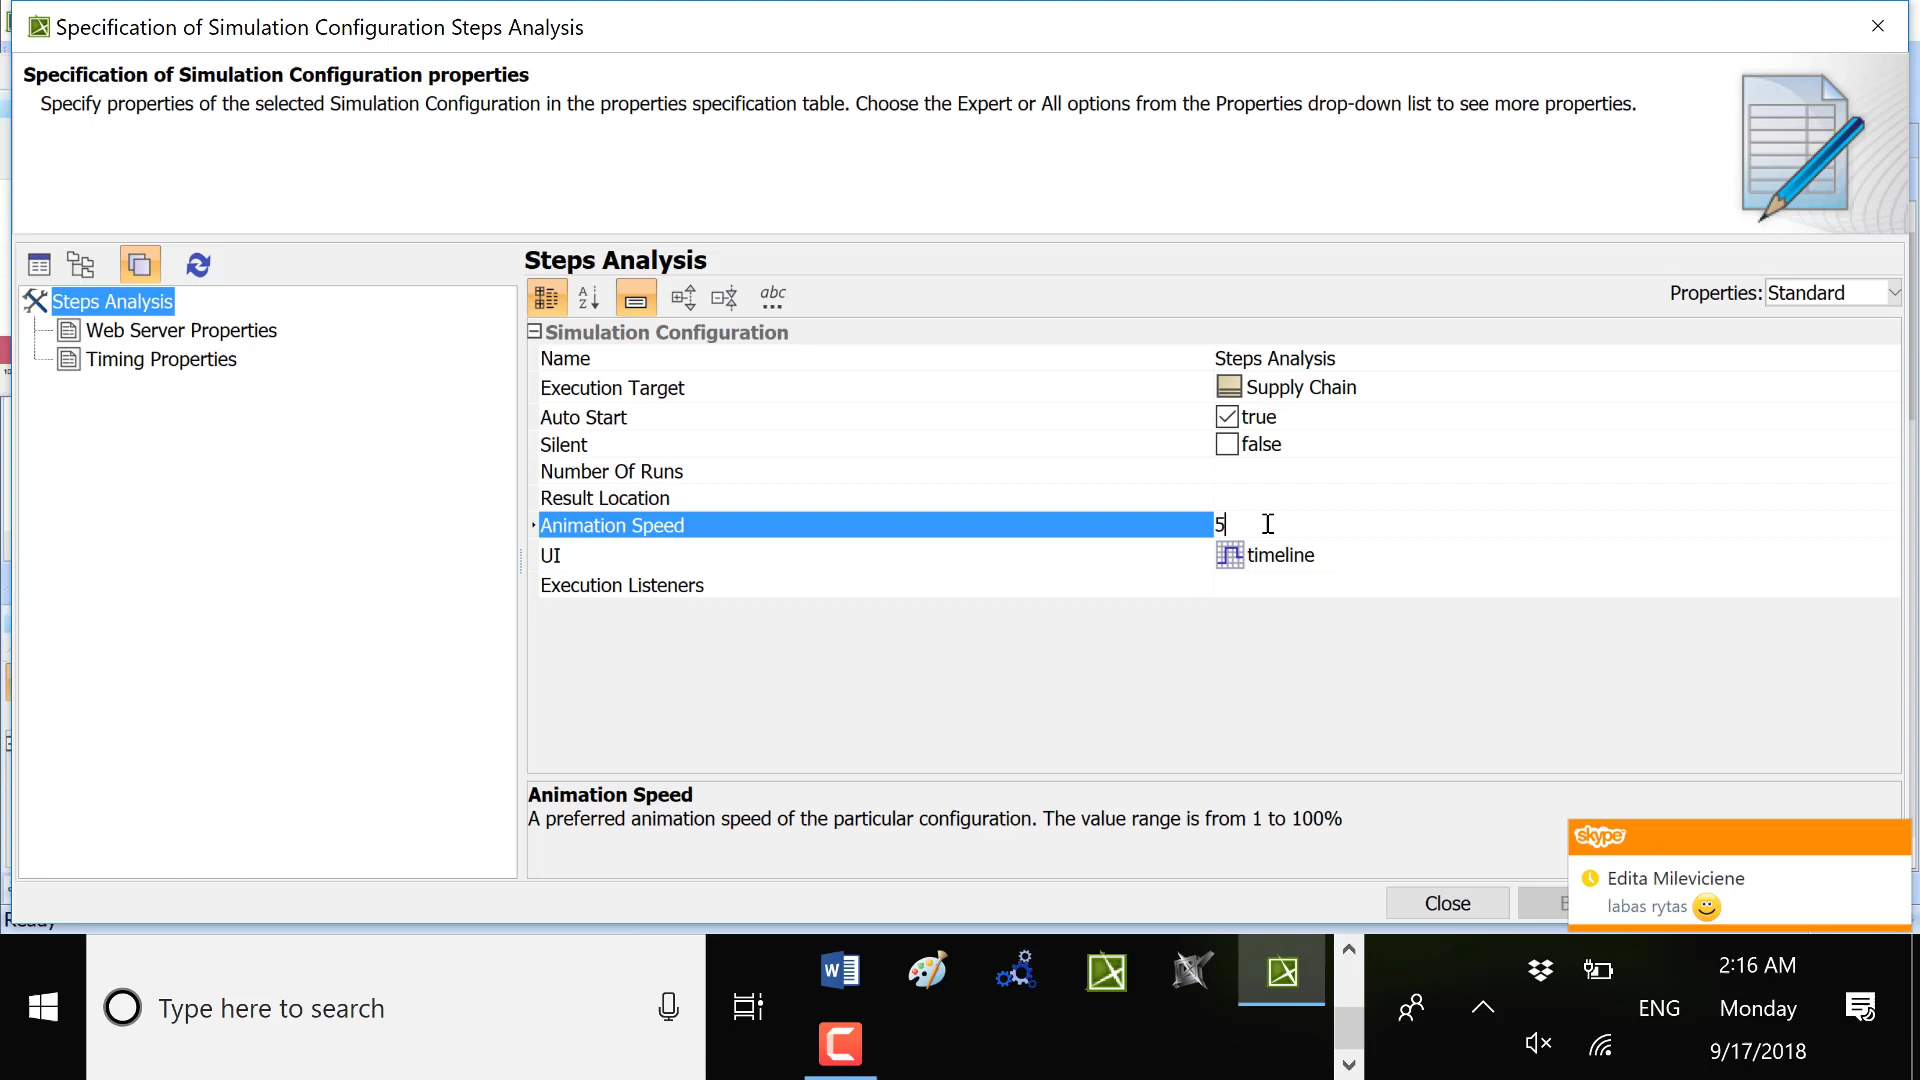 Specification of Simulation Configuration Steps Analysis
Specification of Simulation Configuration properties
Specify properties of the selected Simulation Configuration in the properties specification table. Choose the Expert or All options from the Properties drop-down list to see more properties.
Steps Analysis
Web Server Properties
Timing Properties
Steps Analysis
A
Z
abc
Properties: Standard
Simulation Configuration
Name Steps Analysis
Execution Target Supply Chain
Auto Start true
Silent false
Number Of Runs
Result Location
Animation Speed 5
UI timeline
Execution Listeners
Animation Speed
A preferred animation speed of the particular configuration. The value range is from 1 to 100%
Close
skype
Edita Mileviciene
labas rytas
Type here to search
W
ENG
2:16 AM
Monday
9/17/2018